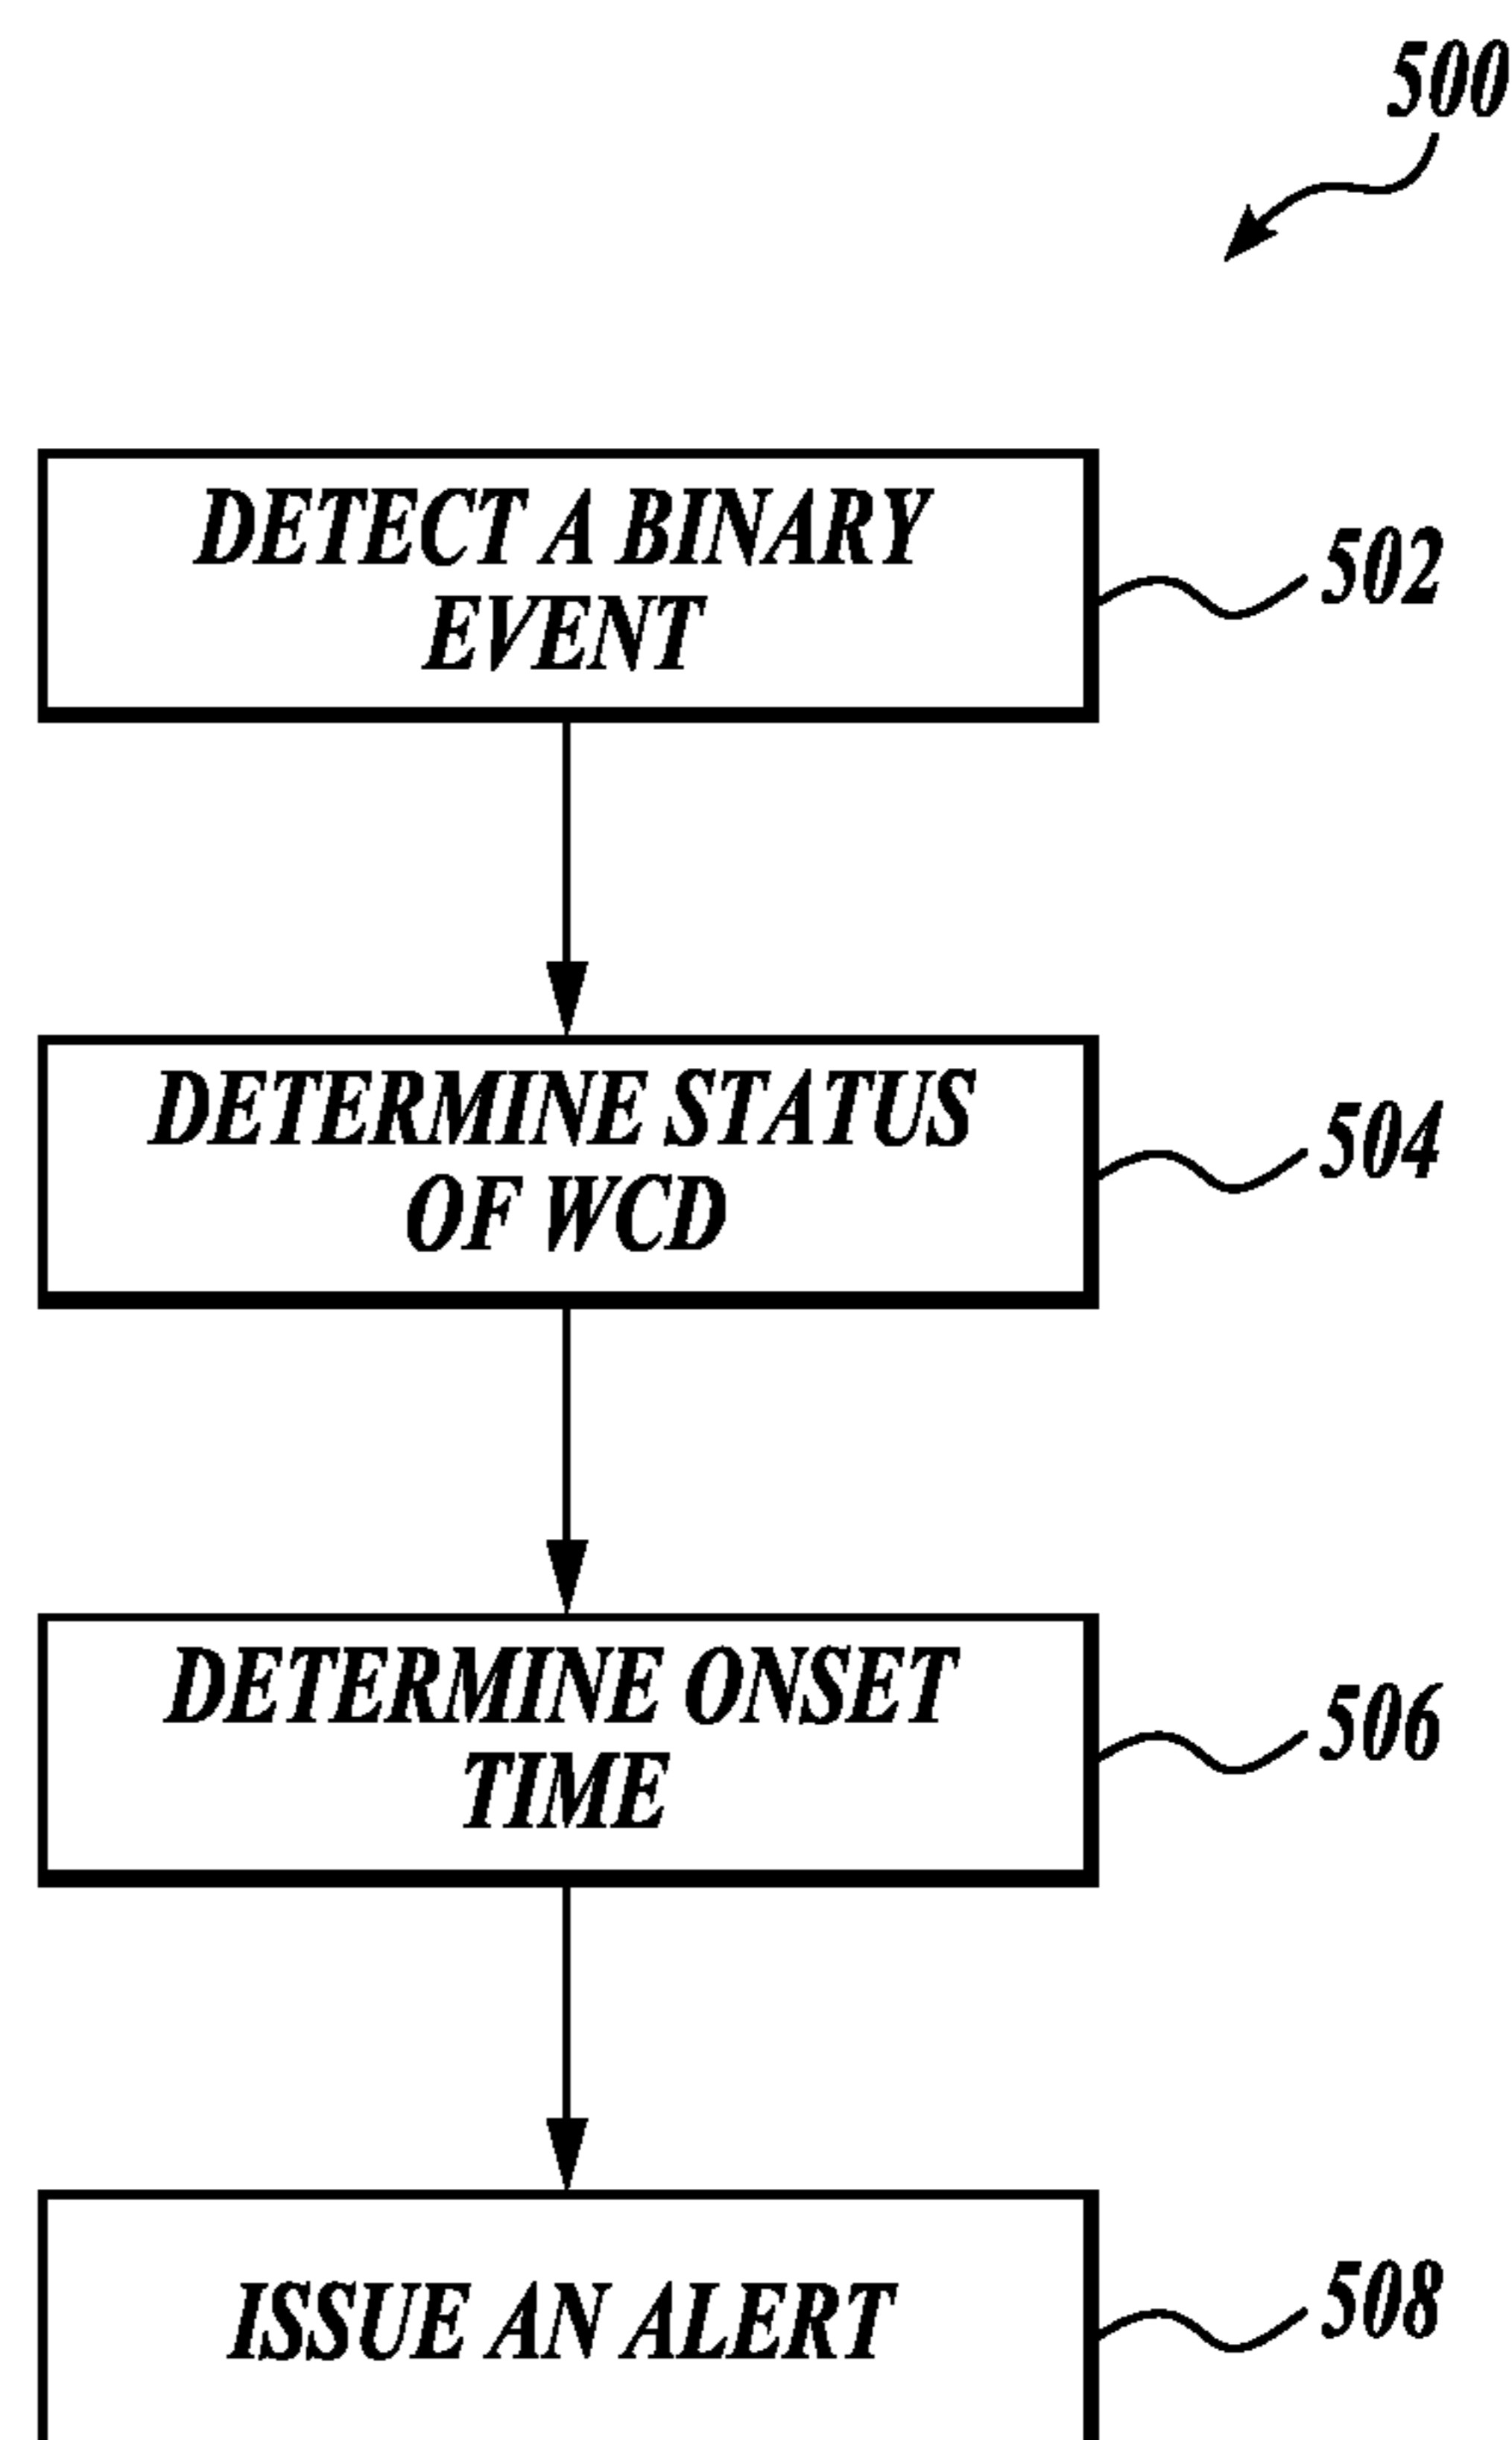 500
DETECT A BINARY
EVENT
502
DETERMINE STATUS
OF WCD
504
DETERMINE ONSET
TIME
506
ISSUE AN ALERT
508